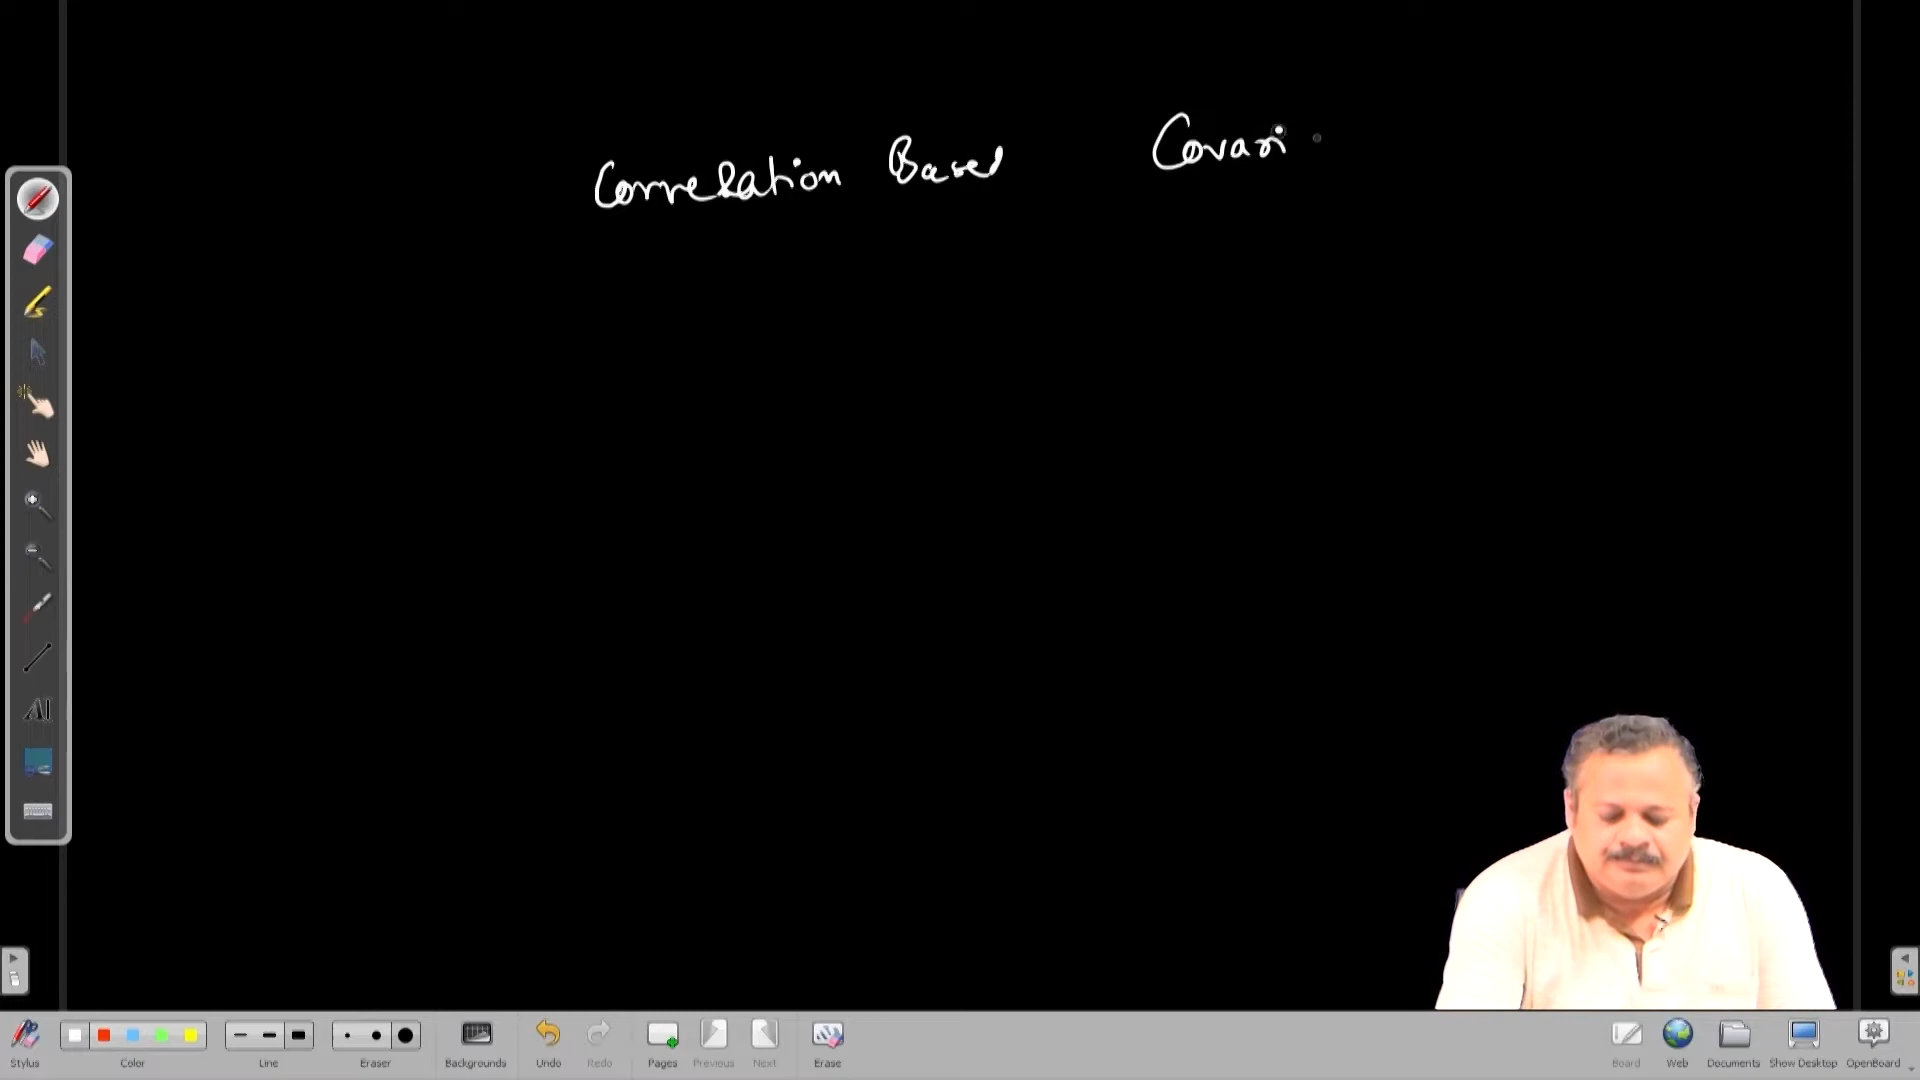 Correlation Based Covari
AI
Stylus Color Line Eraser Backgrounds Undo Redo Pages Previous Next Erase Board Web Documents Show Desktop OpenBoard